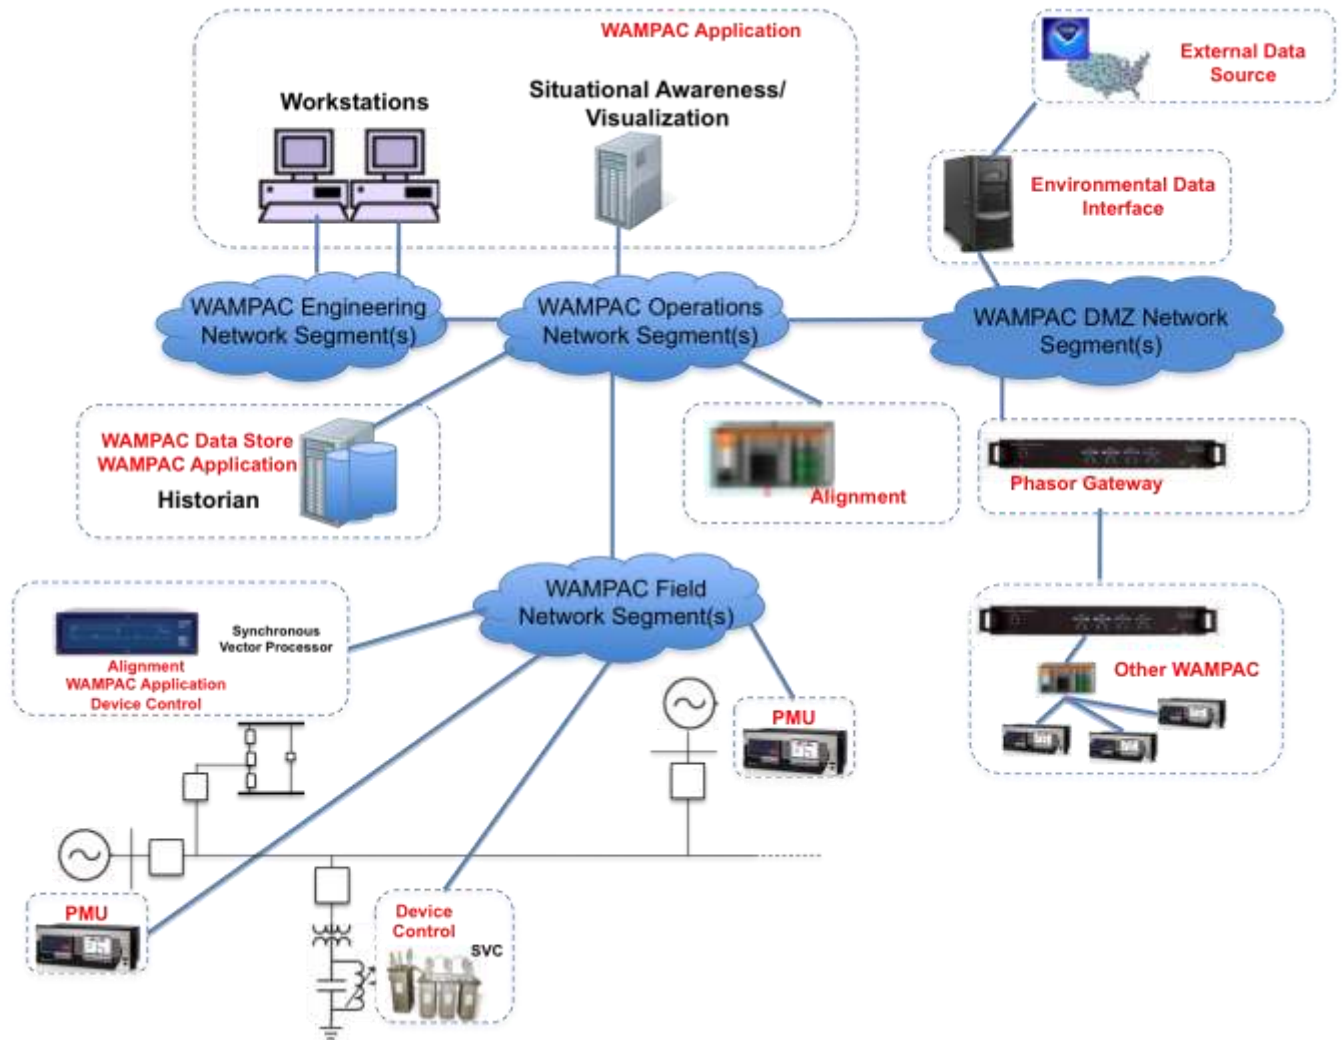 WAMPAC Application
Workstations
Situational Awareness/
Visualization
External Data
Source
Environmental Data
Interface
WAMPAC Engineering
Network Segment(s)
WAMPAC Operations
Network Segment(s)
WAMPAC DMZ Network
Segment(s)
WAMPAC Data Store
WAMPAC Application
Historian
Alignment
Phasor Gateway
WAMPAC Field
Network Segment(s)
Synchronous
Vector Processor
Alignment
WAMPAC Application
Device Control
Other WAMPAC
PMU
PMU
Device
Control
SVC